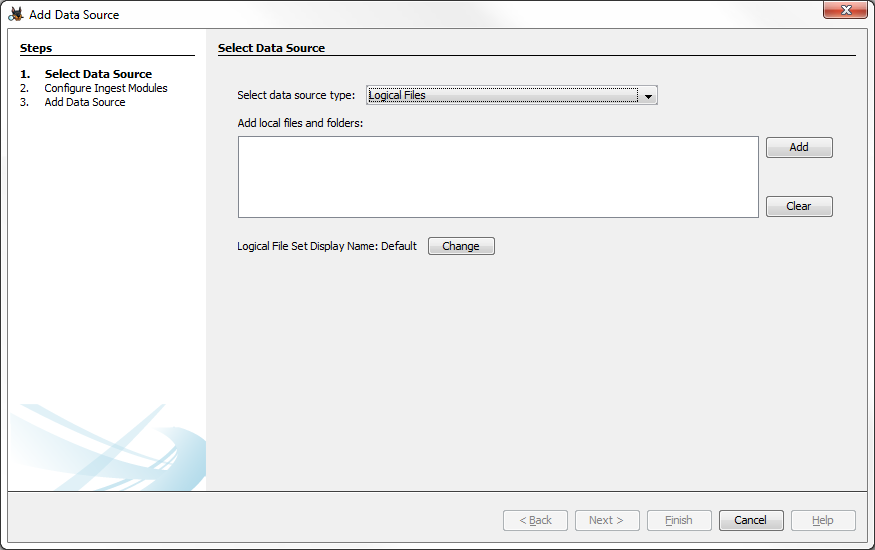 Add Data Source
Steps
1. Select Data Source
2. Configure Ingest Modules
3. Add Data Source
Select Data Source
Select data source type: Logical Files
Add local files and folders:
Add
Clear
Logical File Set Display Name: Default Change
< Back Next > Finish Cancel Help